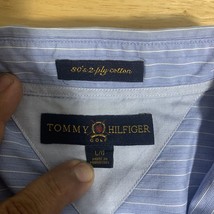 80's 2-ply cotton
TOMMY HILFIGER
GOLF
L/G